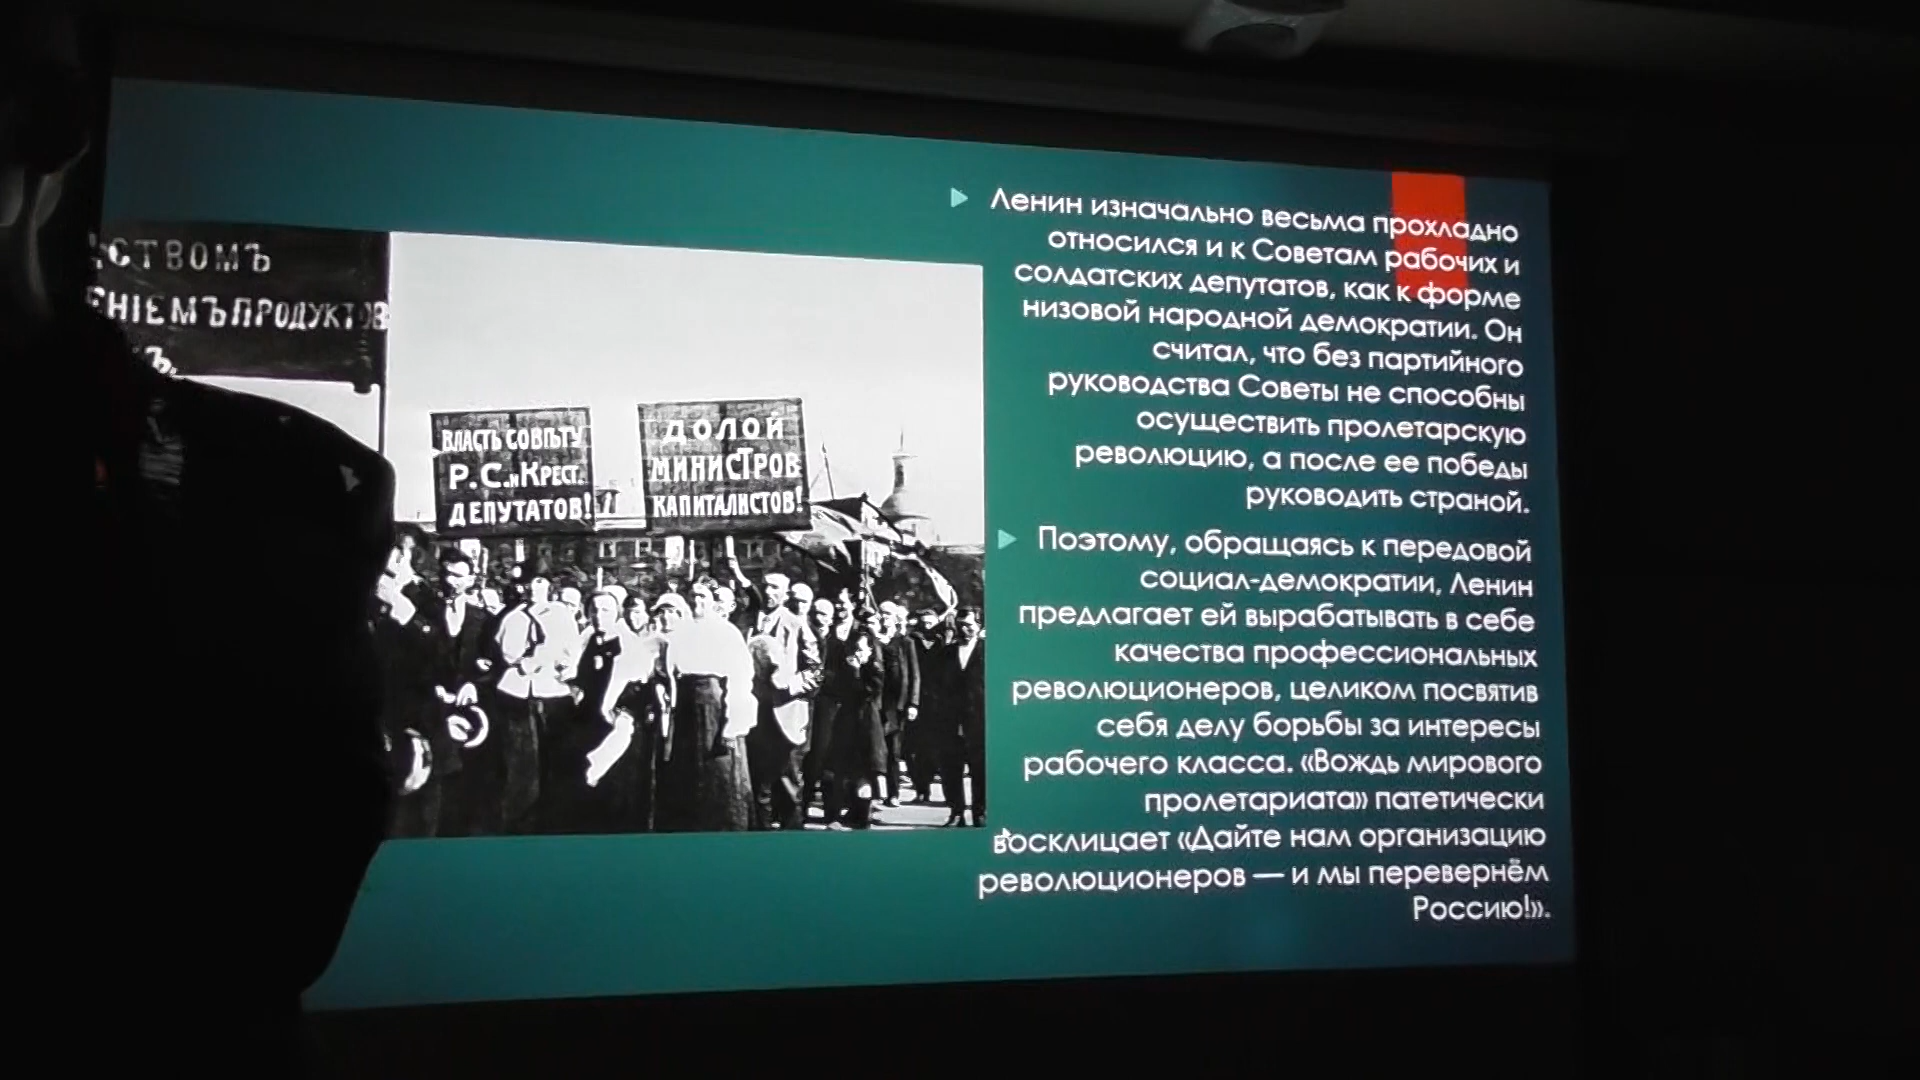 СТВОМЪ
ЕНІЕМЪ ПРОДУКТОВ
Ъ.
ВЛАСТЬ СОВѢТУ
Р.С. и КРЕСТ.
ДЕПУТАТОВ!
ДОЛОЙ
МИНИСТРОВ
КАПИТАЛИСТОВ!
Ленин изначально весьма прохладно
относился и к Советам рабочих и
солдатских депутатов, как к форме
низовой народной демократии. Он
считал, что без партийного
руководства Советы не способны
осуществить пролетарскую
революцию, а после ее победы
руководить страной.
Поэтому, обращаясь к передовой
социал-демократии, Ленин
предлагает ей вырабатывать в себе
качества профессиональных
революционеров, целиком посвятив
себя делу борьбы за интересы
рабочего класса. «Вождь мирового
пролетариата» патетически
восклицает «Дайте нам организацию
революционеров — и мы перевернём
Россию!».